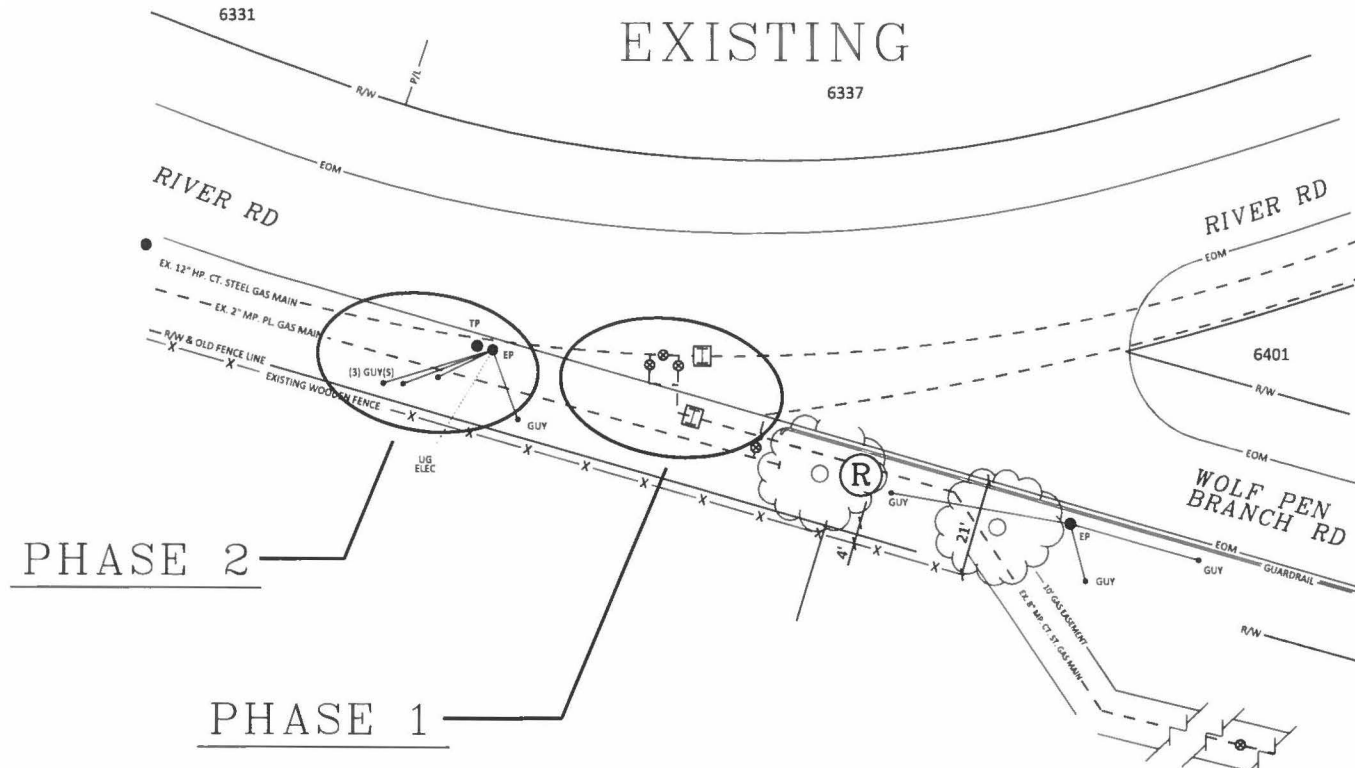 6331
EXISTING
6337
R/W
P/L
EOM
RIVER RD
RIVER RD
EOM
EX. 12" HP. CT. STEEL GAS MAIN
EX. 2" MP. PL. GAS MAIN
R/W & OLD FENCE LINE
EXISTING WOODEN FENCE
TP
EP
(3) GUY(S)
GUY
UG
ELEC
6401
R/W
EOM
WOLF PEN
BRANCH RD
R
GUY
4'
21'
EP
GUY
GUY
EOM
GUARDRAIL
10' GAS EASEMENT
EX. 8" MP. CT. ST. GAS MAIN
R/W
PHASE 2
PHASE 1